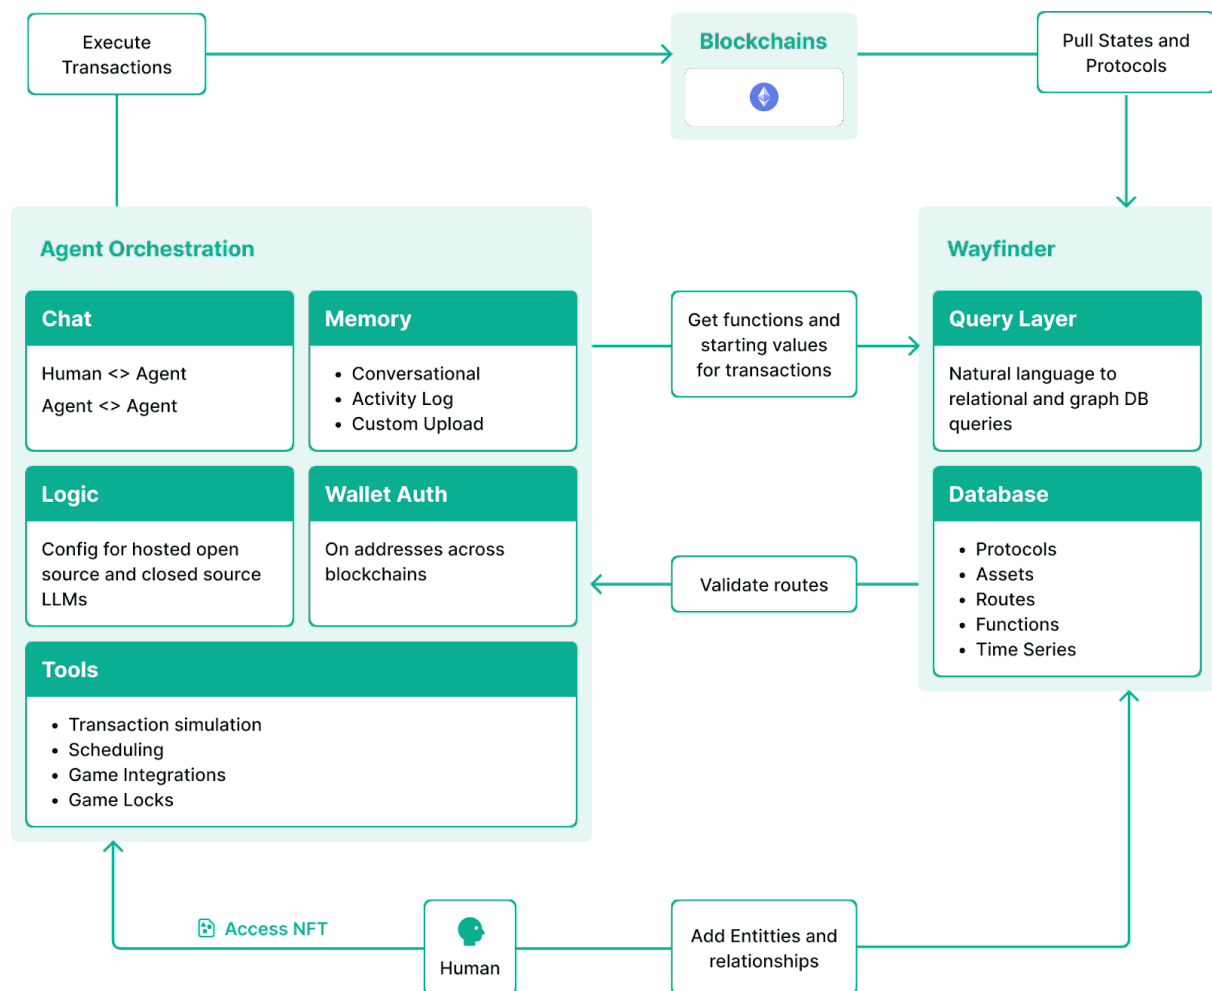 Execute
Transactions
Blockchains
Pull States and
Protocols
Agent Orchestration
Chat
Human <> Agent
Agent <> Agent
Memory
• Conversational
• Activity Log
• Custom Upload
Logic
Config for hosted open
source and closed source
LLMs
Wallet Auth
On addresses across
blockchains
Tools
• Transaction simulation
• Scheduling
• Game Integrations
• Game Locks
Get functions and
starting values
for transactions
Validate routes
Wayfinder
Query Layer
Natural language to
relational and graph DB
queries
Database
• Protocols
• Assets
• Routes
• Functions
• Time Series
Access NFT
Human
Add Entitties and
relationships